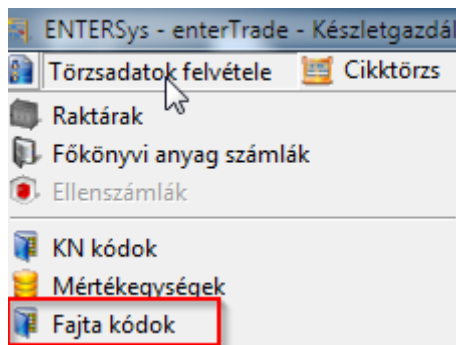 ENTERSys - enterTrade - Készletgazdál
Törzsadatok felvétele Cikktörzs
Raktárak
Főkönyvi anyag számlák
Ellenszámlák
KN kódok
Mértékegységek
Fajta kódok